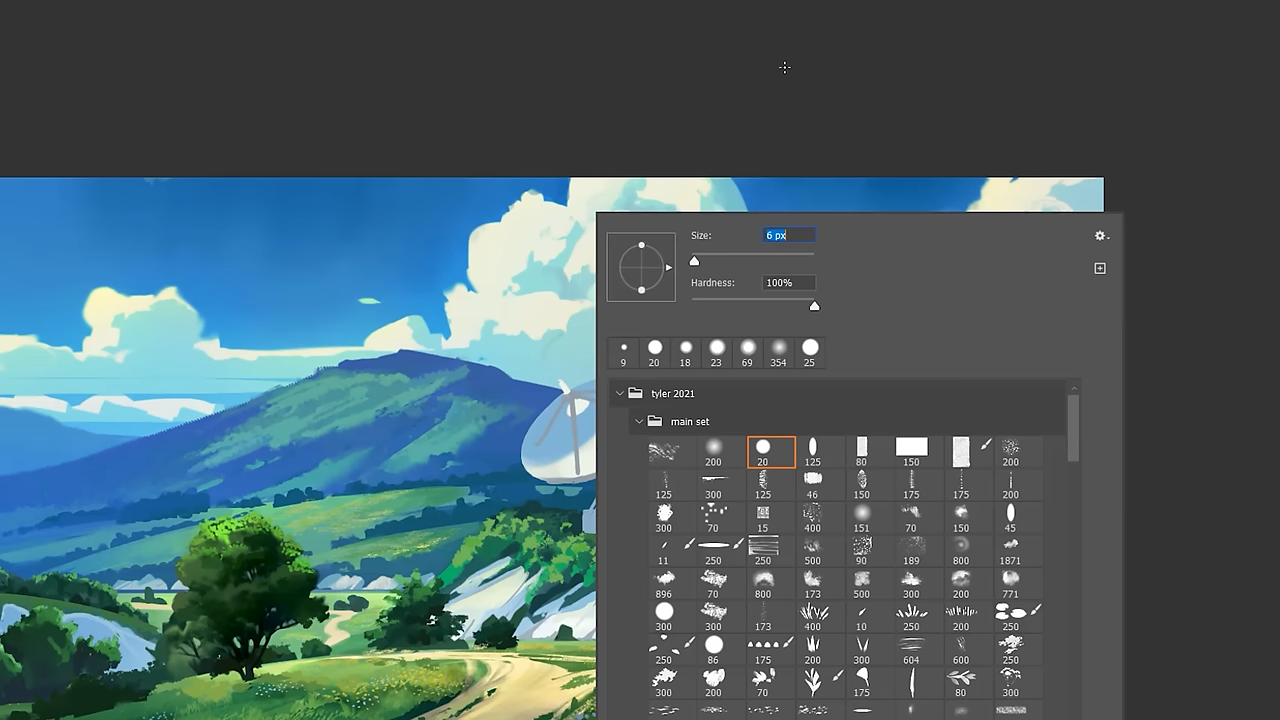 Size: 6 px
Hardness: 100%
9 20 18 23 69 354 25
tyler 2021
main set
200 20 125 80 150 200
125 300 125 46 150 175 175 200
300 70 15 400 151 70 150 45
11 250 250 500 90 189 800 1871
896 70 800 173 500 300 200 771
300 300 173 400 10 250 200 250
250 86 175 200 300 604 600 250
300 200 70 175 80 300